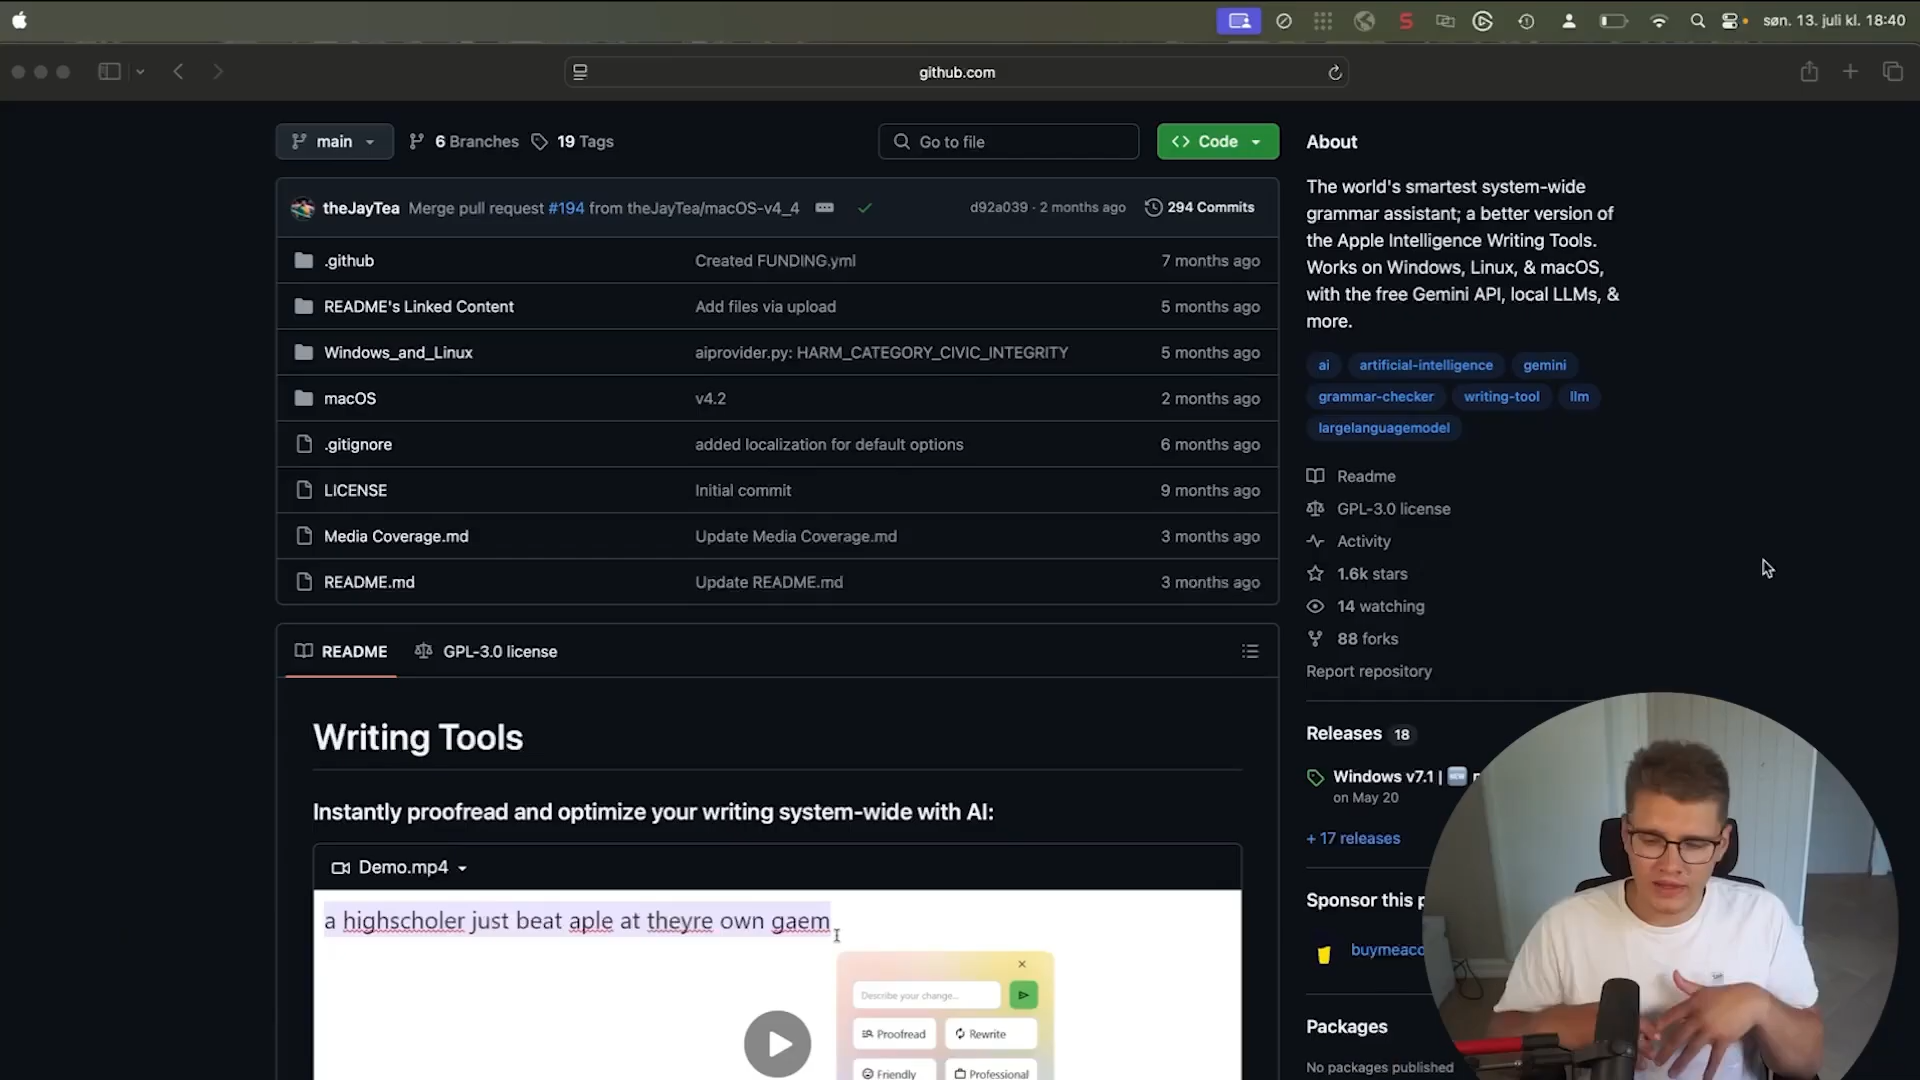 søn. 13. juli kl. 18:40
github.com
main
6 Branches
19 Tags
Go to file
Code
theJayTea Merge pull request #194 from theJayTea/macOS-v4_4
d92a039 · 2 months ago
294 Commits
.github Created FUNDING.yml 7 months ago
README's Linked Content Add files via upload 5 months ago
Windows_and_Linux aiprovider.py: HARM_CATEGORY_CIVIC_INTEGRITY 5 months ago
macOS v4.2 2 months ago
.gitignore added localization for default options 6 months ago
LICENSE Initial commit 9 months ago
Media Coverage.md Update Media Coverage.md 3 months ago
README.md Update README.md 3 months ago
README
GPL-3.0 license
Writing Tools
Instantly proofread and optimize your writing system-wide with AI:
Demo.mp4
a highscholer just beat aple at theyre own gaem
Describe your change...
Proofread
Rewrite
Friendly
Professional
About
The world's smartest system-wide
grammar assistant; a better version of
the Apple Intelligence Writing Tools.
Works on Windows, Linux, & macOS,
with the free Gemini API, local LLMs, &
more.
ai artificial-intelligence gemini
grammar-checker writing-tool llm
largelanguagemodel
Readme
GPL-3.0 license
Activity
1.6k stars
14 watching
88 forks
Report repository
Releases 18
Windows v7.1 |
on May 20
+ 17 releases
Sponsor this
Packages
No packages published